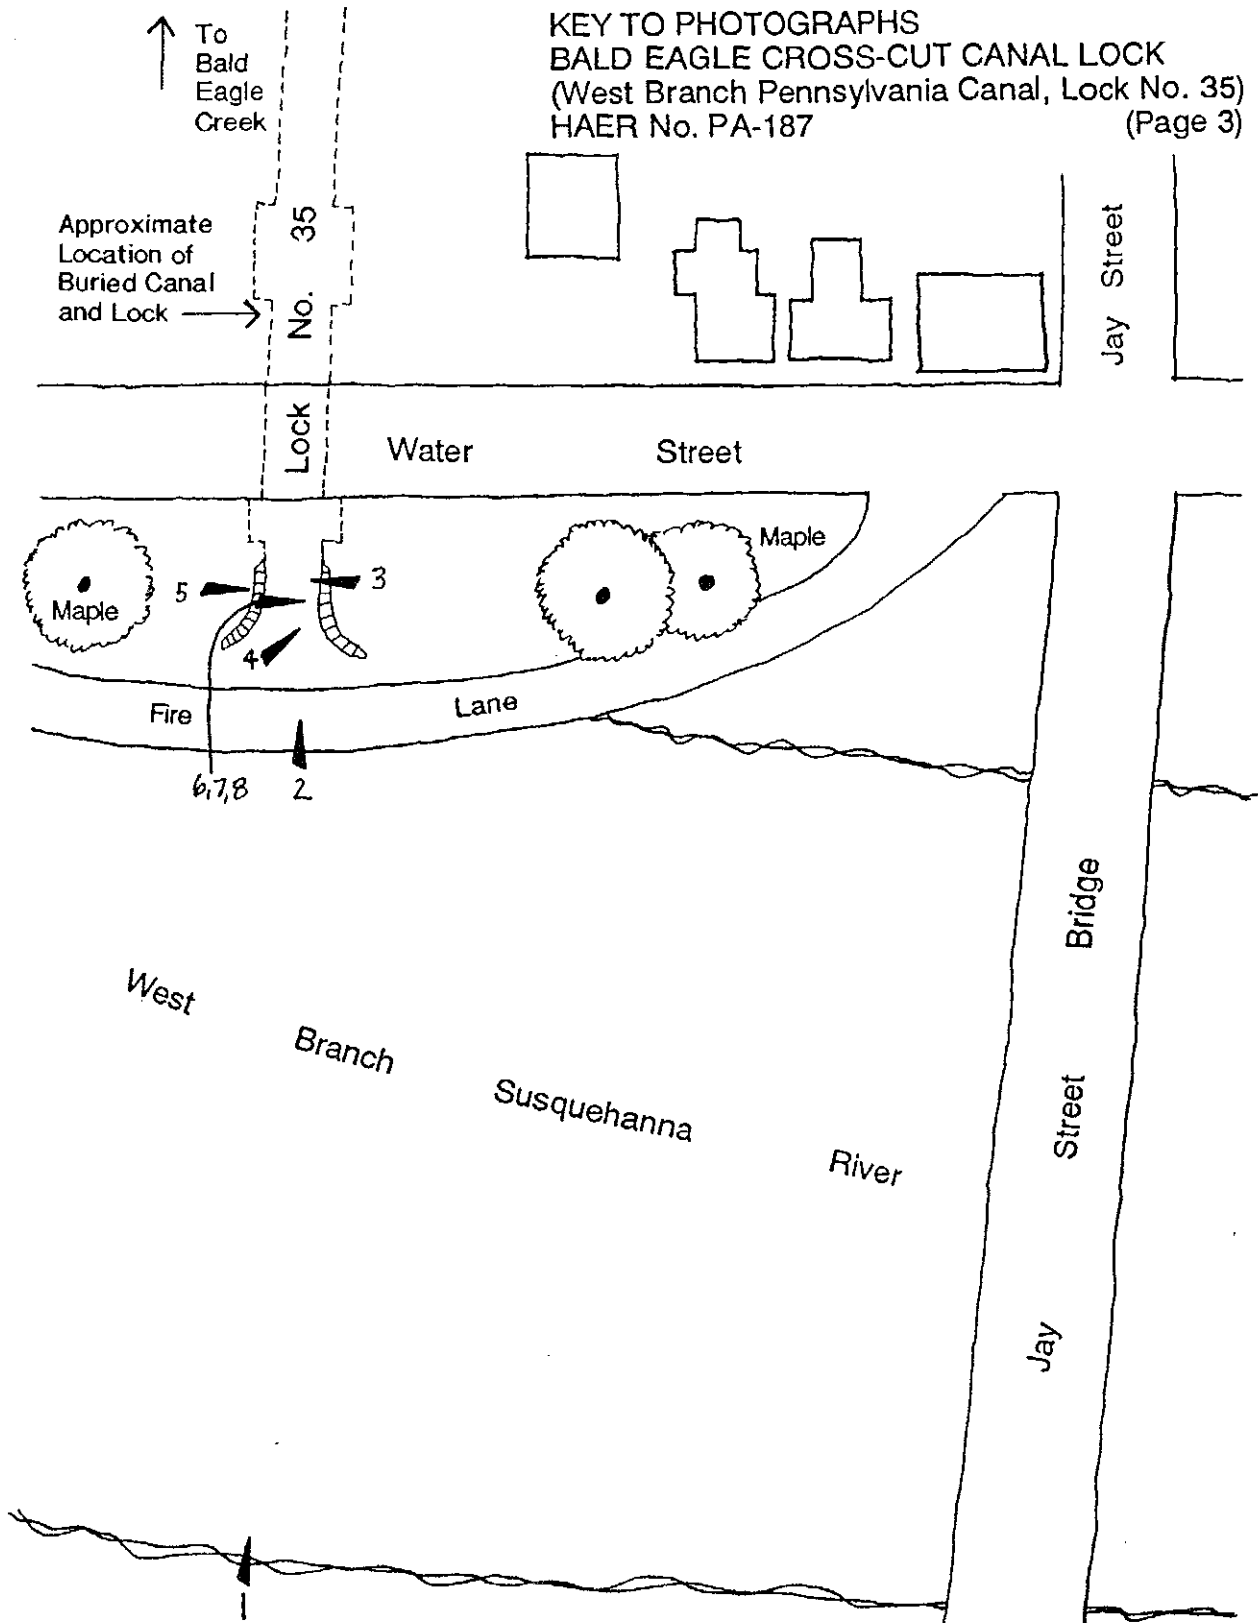 KEY TO PHOTOGRAPHS
BALD EAGLE CROSS-CUT CANAL LOCK
(West Branch Pennsylvania Canal, Lock No. 35)
HAER No. PA-187 (Page 3)
To
Bald
Eagle
Creek
Approximate
Location of
Buried Canal
and Lock
Lock No. 35
Jay Street
Water Street
Maple
Maple
5
3
4
Fire Lane
6,7,8
2
West Branch Susquehanna River
Jay Street Bridge
1